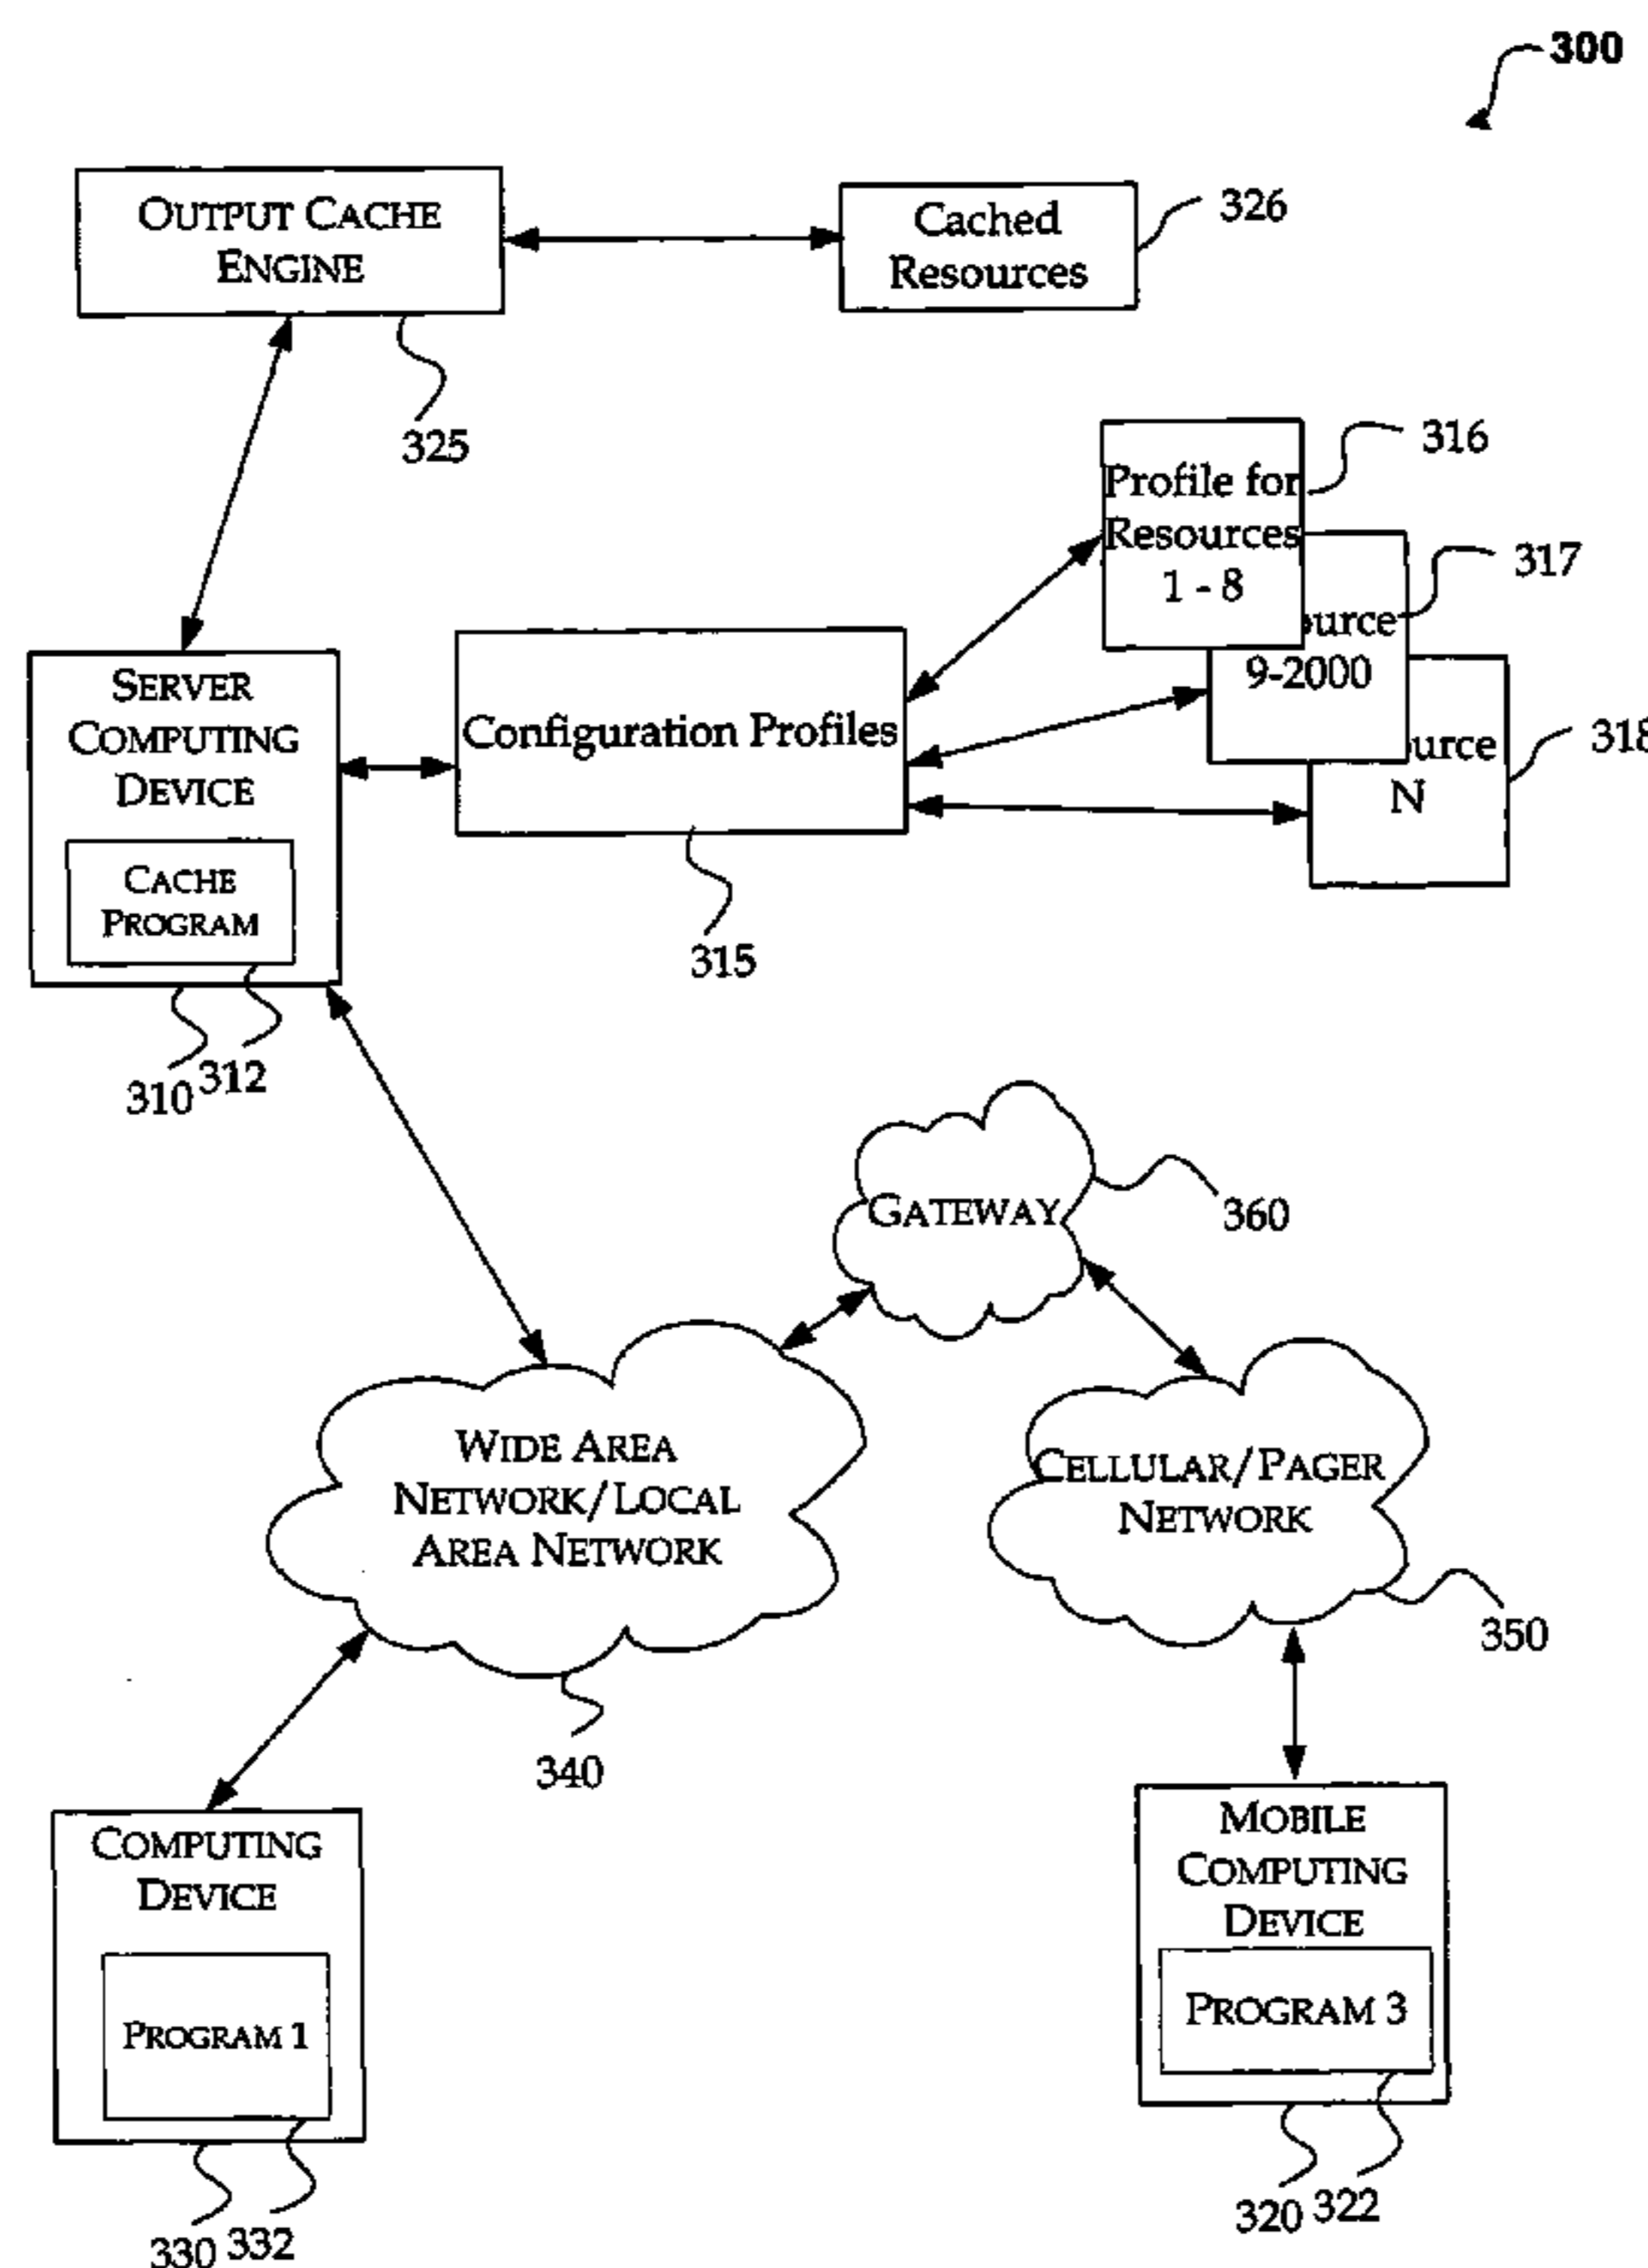 300
OUTPUT CACHE
ENGINE
Cached
Resources
326
325
Profile for
Resources
1 - 8
316
317
urce
9-2000
318
urce
N
SERVER
COMPUTING
DEVICE
CACHE
PROGRAM
Configuration Profiles
315
310
312
GATEWAY
360
WIDE AREA
NETWORK/LOCAL
AREA NETWORK
CELLULAR/PAGER
NETWORK
350
340
COMPUTING
DEVICE
PROGRAM 1
MOBILE
COMPUTING
DEVICE
PROGRAM 3
330
332
320
322